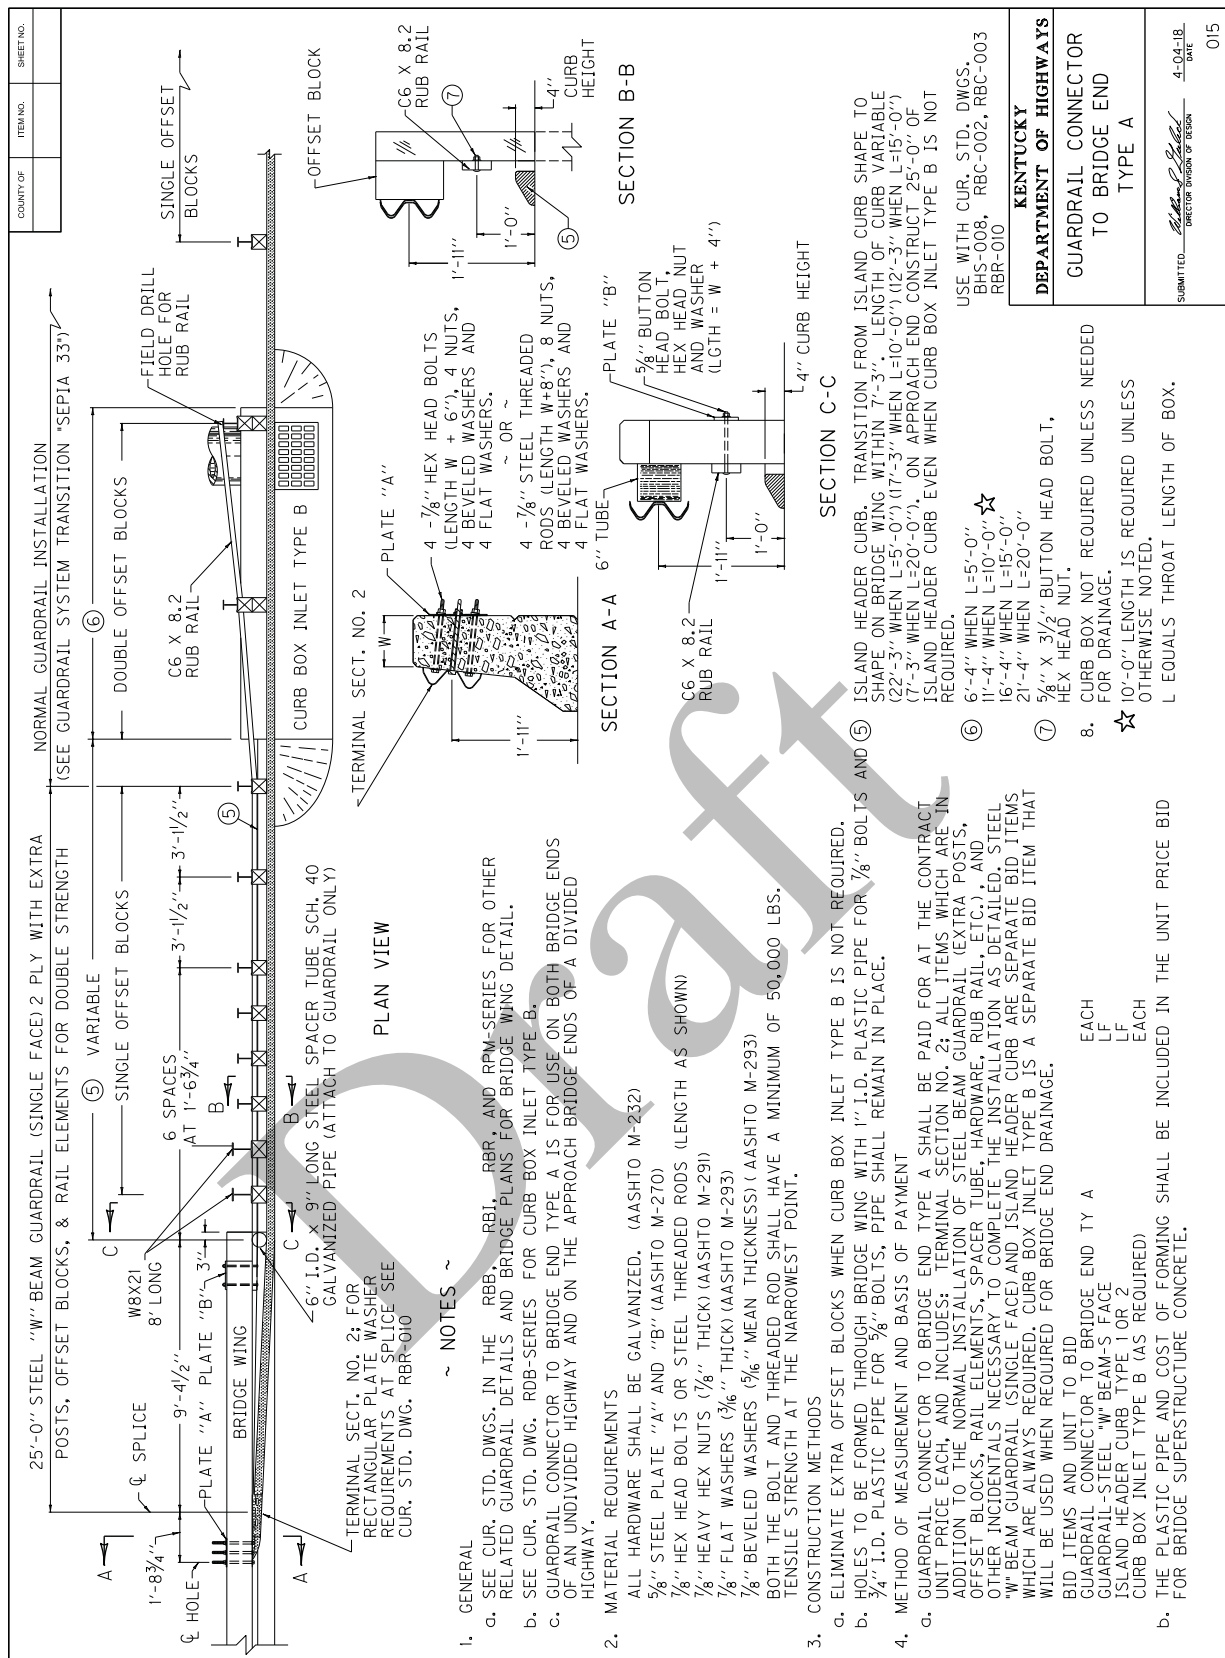 COUNTY OF
ITEM NO.
SHEET NO.
25'-0" STEEL "W" BEAM GUARDRAIL (SINGLE FACE) 2 PLY WITH EXTRA
POSTS, OFFSET BLOCKS, & RAIL ELEMENTS FOR DOUBLE STRENGTH
NORMAL GUARDRAIL INSTALLATION
(SEE GUARDRAIL SYSTEM TRANSITION "SEPIA 33")
⑤ VARIABLE
⑥
SINGLE OFFSET BLOCKS
DOUBLE OFFSET BLOCKS
SINGLE OFFSET
BLOCKS
℄ SPLICE
1'-8¾"
9'-4½"
3"
6 SPACES
AT 1'-6¾"
3'-1½"
3'-1½"
W8X21
8' LONG
C6 X 8.2
RUB RAIL
FIELD DRILL
HOLE FOR
RUB RAIL
℄ HOLE
PLATE "A"
PLATE "B"
BRIDGE WING
A
A
C
C
B
B
⑤
CURB BOX INLET TYPE B
TERMINAL SECT. NO. 2; FOR
RECTANGULAR PLATE WASHER
REQUIREMENTS AT SPLICE SEE
CUR. STD. DWG. RBR-010
6" I.D. X 9" LONG STEEL SPACER TUBE SCH. 40
GALVANIZED PIPE (ATTACH TO GUARDRAIL ONLY)
PLAN VIEW
TERMINAL SECT. NO. 2
PLATE "A"
W
1'-11"
4 -⅞" HEX HEAD BOLTS
(LENGTH W + 6"), 4 NUTS,
4 BEVELED WASHERS AND
4 FLAT WASHERS.
~ OR ~
4 -⅞" STEEL THREADED
RODS (LENGTH W+8"), 8 NUTS,
4 BEVELED WASHERS AND
4 FLAT WASHERS.
SECTION A-A
OFFSET BLOCK
C6 X 8.2
RUB RAIL
⑦
1'-11"
1'-0"
4"
CURB
HEIGHT
⑤
SECTION B-B
6" TUBE
PLATE "B"
⅝" BUTTON
HEAD BOLT,
HEX HEAD NUT
AND WASHER
(LGTH = W + 4")
C6 X 8.2
RUB RAIL
1'-11"
1'-0"
4" CURB HEIGHT
SECTION C-C
~ NOTES ~
1. GENERAL
a. SEE CUR. STD. DWGS. IN THE RBB, RBI, RBR, AND RPM-SERIES FOR OTHER
RELATED GUARDRAIL DETAILS AND BRIDGE PLANS FOR BRIDGE WING DETAIL.
b. SEE CUR. STD. DWG. RDB-SERIES FOR CURB BOX INLET TYPE B.
c. GUARDRAIL CONNECTOR TO BRIDGE END TYPE A IS FOR USE ON BOTH BRIDGE ENDS
OF AN UNDIVIDED HIGHWAY AND ON THE APPROACH BRIDGE ENDS OF A DIVIDED
HIGHWAY.
2. MATERIAL REQUIREMENTS
ALL HARDWARE SHALL BE GALVANIZED. (AASHTO M-232)
⅝" STEEL PLATE "A" AND "B" (AASHTO M-270)
⅞" HEX HEAD BOLTS OR STEEL THREADED RODS (LENGTH AS SHOWN)
⅞" HEAVY HEX NUTS (⅞" THICK) (AASHTO M-291)
⅞" FLAT WASHERS (3/16" THICK) (AASHTO M-293)
⅞" BEVELED WASHERS (5/16" MEAN THICKNESS) (AASHTO M-293)
BOTH THE BOLT AND THREADED ROD SHALL HAVE A MINIMUM OF 50,000 LBS.
TENSILE STRENGTH AT THE NARROWEST POINT.
3. CONSTRUCTION METHODS
a. ELIMINATE EXTRA OFFSET BLOCKS WHEN CURB BOX INLET TYPE B IS NOT REQUIRED.
b. HOLES TO BE FORMED THROUGH BRIDGE WING WITH 1" I.D. PLASTIC PIPE FOR ⅞" BOLTS AND
¾" I.D. PLASTIC PIPE FOR ⅝" BOLTS, PIPE SHALL REMAIN IN PLACE.
4. METHOD OF MEASUREMENT AND BASIS OF PAYMENT
a. GUARDRAIL CONNECTOR TO BRIDGE END TYPE A SHALL BE PAID FOR AT THE CONTRACT
UNIT PRICE EACH, AND INCLUDES: TERMINAL SECTION NO. 2; ALL ITEMS WHICH ARE IN
ADDITION TO THE NORMAL INSTALLATION OF STEEL BEAM GUARDRAIL (EXTRA POSTS,
OFFSET BLOCKS, RAIL ELEMENTS, SPACER TUBE, HARDWARE, RUB RAIL, ETC.), AND
OTHER INCIDENTALS NECESSARY TO COMPLETE THE INSTALLATION AS DETAILED. STEEL
"W" BEAM GUARDRAIL (SINGLE FACE) AND ISLAND HEADER CURB ARE SEPARATE BID ITEMS
WHICH ARE ALWAYS REQUIRED. CURB BOX INLET TYPE B IS A SEPARATE BID ITEM THAT
WILL BE USED WHEN REQUIRED FOR BRIDGE END DRAINAGE.
BID ITEMS AND UNIT TO BID
GUARDRAIL CONNECTOR TO BRIDGE END TY A EACH
GUARDRAIL-STEEL "W" BEAM-S FACE LF
ISLAND HEADER CURB TYPE 1 OR 2 LF
CURB BOX INLET TYPE B (AS REQUIRED) EACH
b. THE PLASTIC PIPE AND COST OF FORMING SHALL BE INCLUDED IN THE UNIT PRICE BID
FOR BRIDGE SUPERSTRUCTURE CONCRETE.
⑤ ISLAND HEADER CURB. TRANSITION FROM ISLAND CURB SHAPE TO
SHAPE ON BRIDGE WING WITHIN 7'-3". LENGTH OF CURB VARIABLE
(22'-3" WHEN L=5'-0") (17'-3" WHEN L=10'-0") (12'-3" WHEN L=15'-0")
(7'-3" WHEN L=20'-0"). ON APPROACH END CONSTRUCT 25'-0" OF
ISLAND HEADER CURB EVEN WHEN CURB BOX INLET TYPE B IS NOT
REQUIRED.
⑥ 6'-4" WHEN L=5'-0"
11'-4" WHEN L=10'-0" ☆
16'-4" WHEN L=15'-0"
21'-4" WHEN L=20'-0"
⑦ ⅝" X 3½" BUTTON HEAD BOLT,
HEX HEAD NUT.
8. CURB BOX NOT REQUIRED UNLESS NEEDED
FOR DRAINAGE.
☆ 10'-0" LENGTH IS REQUIRED UNLESS
OTHERWISE NOTED.
L EQUALS THROAT LENGTH OF BOX.
USE WITH CUR. STD. DWGS.
BHS-008, RBC-002, RBC-003
RBR-010
KENTUCKY
DEPARTMENT OF HIGHWAYS
GUARDRAIL CONNECTOR
TO BRIDGE END
TYPE A
SUBMITTED
DIRECTOR DIVISION OF DESIGN
4-04-18
DATE
015
Draft